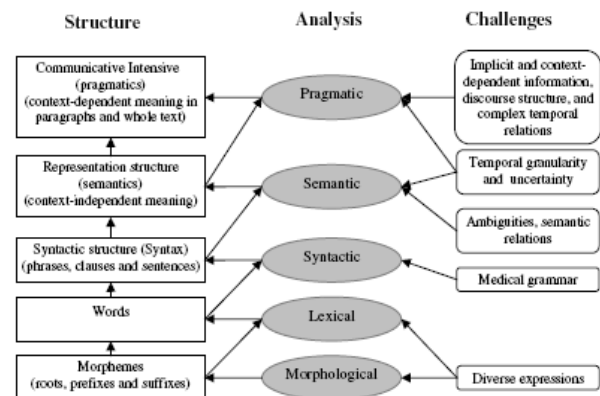 Structure
Analysis
Challenges
Communicative Intensive
(pragmatics)
(context-dependent meaning in
paragraphs and whole text)
Pragmatic
Implicit and context-
dependent information,
discourse structure, and
complex temporal
relations
Representation structure
(semantics)
(context-independent meaning)
Semantic
Temporal granularity
and uncertainty
Ambiguities, semantic
relations
Syntactic structure (Syntax)
(phrases, clauses and sentences)
Syntactic
Medical grammar
Words
Lexical
Morphemes
(roots, prefixes and suffixes)
Morphological
Diverse expressions